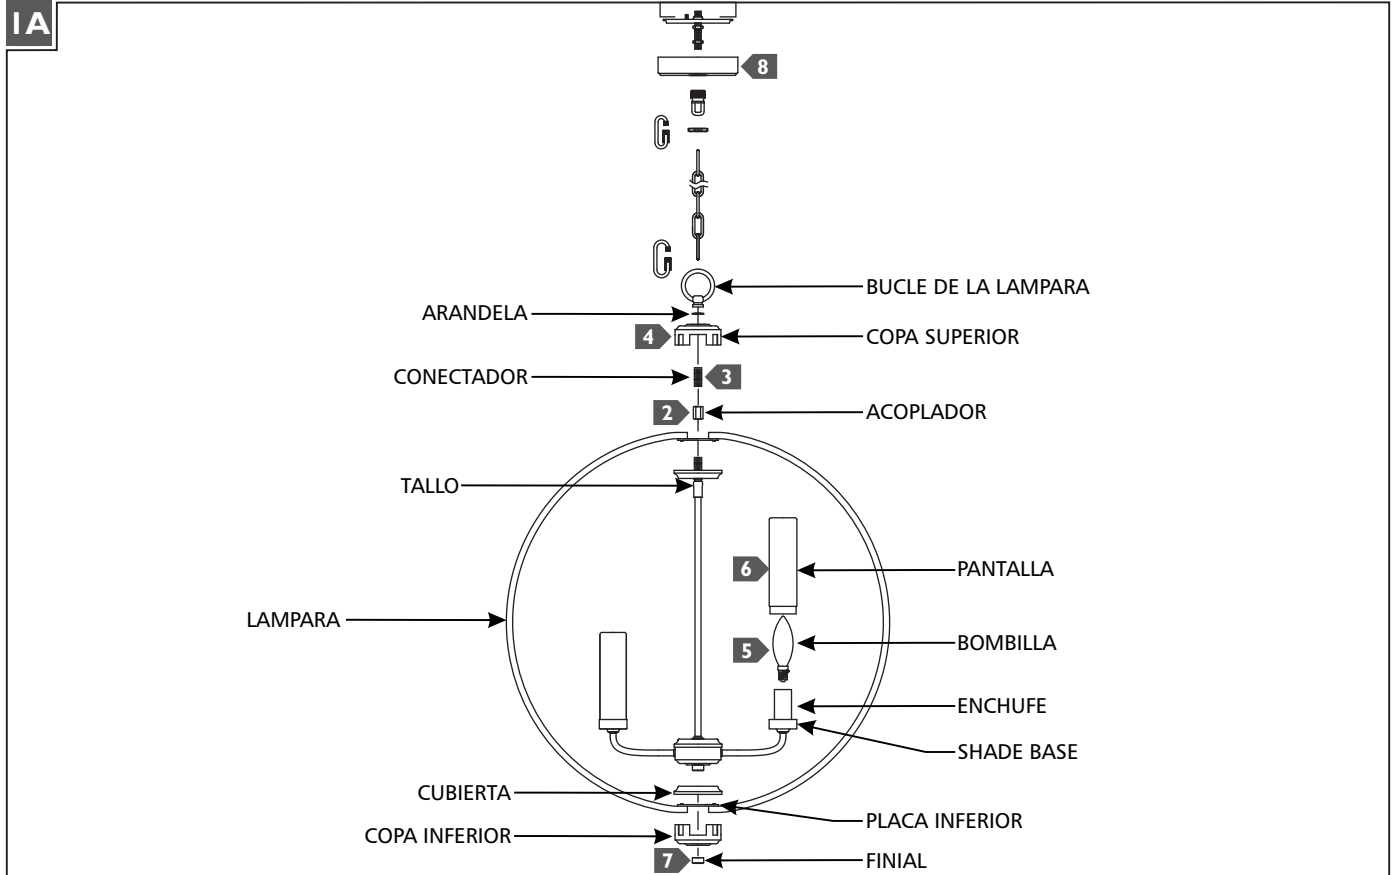 1A
8
BUCLE DE LA LAMPARA
ARANDELA
4
COPA SUPERIOR
CONECTADOR
3
2
ACOPLADOR
TALLO
6
PANTALLA
LAMPARA
5
BOMBILLA
ENCHUFE
SHADE BASE
CUBIERTA
PLACA INFERIOR
COPA INFERIOR
7
FINIAL